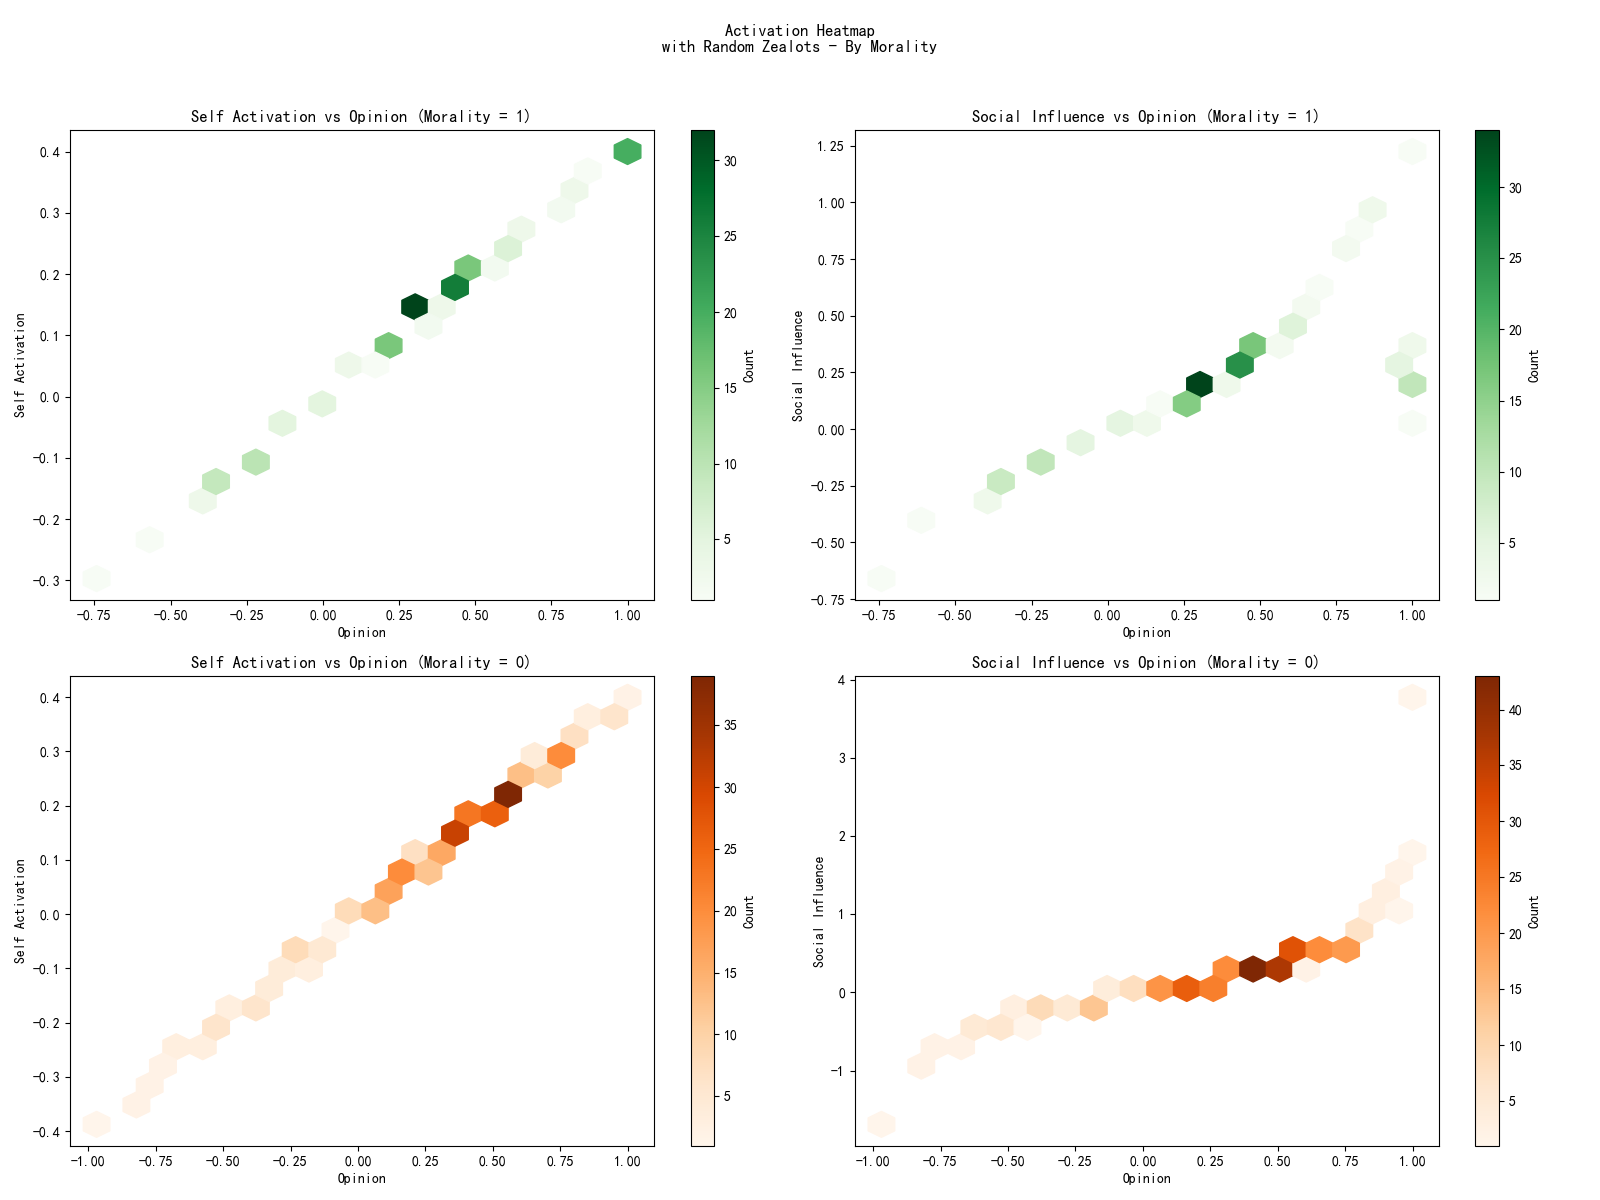 Activation Heatmap
with Random Zealots - By Morality
Self Activation vs Opinion (Morality = 1)
Self Activation
0.4
0.3
0.2
0.1
0.0
−0.1
−0.2
−0.3
−0.75 −0.50 −0.25 0.00 0.25 0.50 0.75 1.00
Opinion
30
25
20
15
10
5
Count
Social Influence vs Opinion (Morality = 1)
Social Influence
1.25
1.00
0.75
0.50
0.25
0.00
−0.25
−0.50
−0.75
−0.75 −0.50 −0.25 0.00 0.25 0.50 0.75 1.00
Opinion
30
25
20
15
10
5
Count
Self Activation vs Opinion (Morality = 0)
Self Activation
0.4
0.3
0.2
0.1
0.0
−0.1
−0.2
−0.3
−0.4
−1.00 −0.75 −0.50 −0.25 0.00 0.25 0.50 0.75 1.00
Opinion
35
30
25
20
15
10
5
Count
Social Influence vs Opinion (Morality = 0)
Social Influence
4
3
2
1
0
−1
−1.00 −0.75 −0.50 −0.25 0.00 0.25 0.50 0.75 1.00
Opinion
40
35
30
25
20
15
10
5
Count